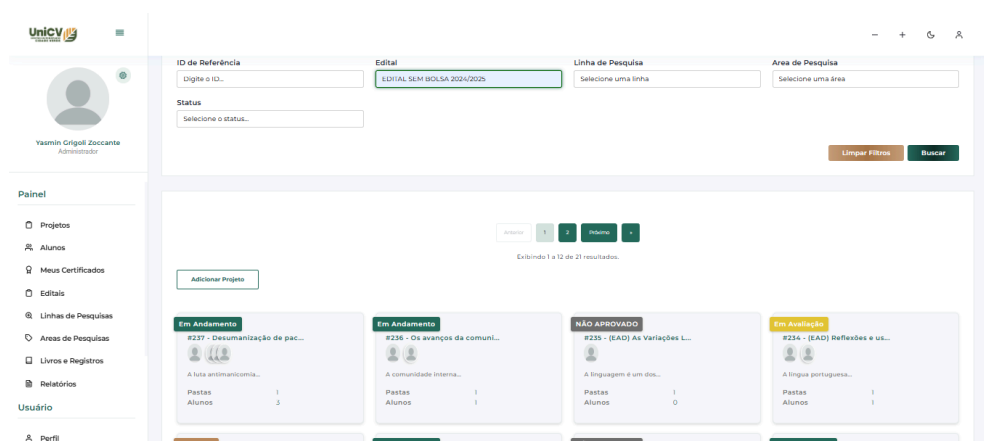 UniCV
ID de Referência
Edital
Linha de Pesquisa
Area de Pesquisa
Digite o ID...
EDITAL SEM BOLSA 2024/2025
Selecione uma linha
Selecione uma área
Status
Selecione o status...
Yasmin Grigoli Zoccante
Administrador
Limpar Filtros
Buscar
Painel
Projetos
Alunos
Meus Certificados
Editais
Linhas de Pesquisas
Areas de Pesquisas
Livros e Registros
Relatórios
Usuário
Perfil
Anterior 1 2 Próximo »
Exibindo 1 a 12 de 21 resultados.
Adicionar Projeto
Em Andamento
#237 - Desumanização de pac...
A luta antimanicomia...
Pastas 1
Alunos 3
Em Andamento
#236 - Os avanços da comuni...
A comunidade interna...
Pastas 1
Alunos 1
NÃO APROVADO
#235 - (EAD) As Variações L...
A linguagem é um dos...
Pastas 1
Alunos 0
Em Avaliação
#234 - (EAD) Reflexões e us...
A língua portuguesa...
Pastas 1
Alunos 1